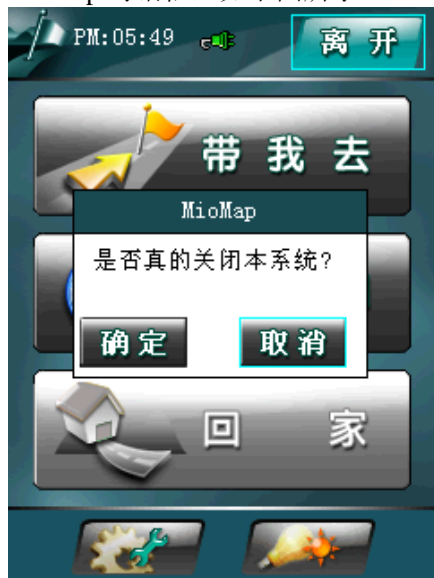 PM:05:49
离 开
带 我 去
MioMap
是否真的关闭本系统?
确定
取消
回 家